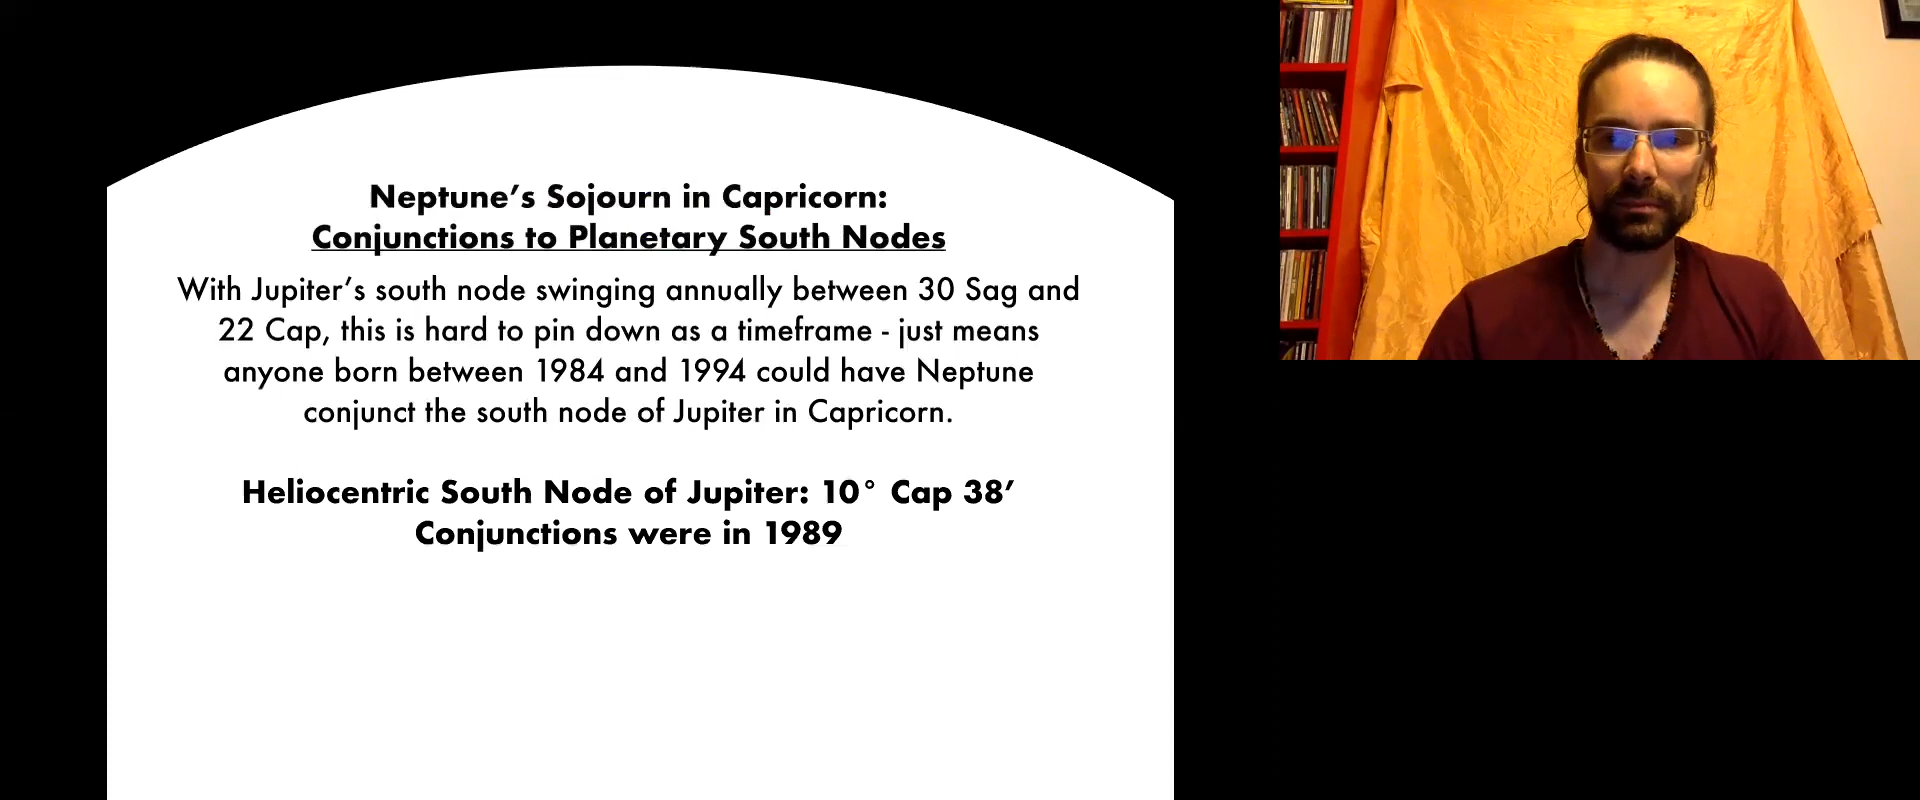 Neptune’s Sojourn in Capricorn:
Conjunctions to Planetary South Nodes
With Jupiter’s south node swinging annually between 30 Sag and
22 Cap, this is hard to pin down as a timeframe - just means
anyone born between 1984 and 1994 could have Neptune
conjunct the south node of Jupiter in Capricorn.
Heliocentric South Node of Jupiter: 10° Cap 38’
Conjunctions were in 1989